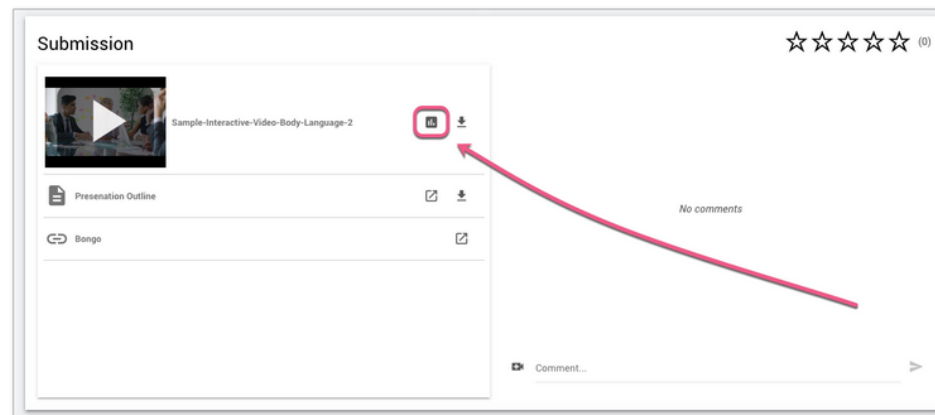 Submission
(0)
Sample-Interactive-Video-Body-Language-2
Presenation Outline
Bongo
No comments
Comment...